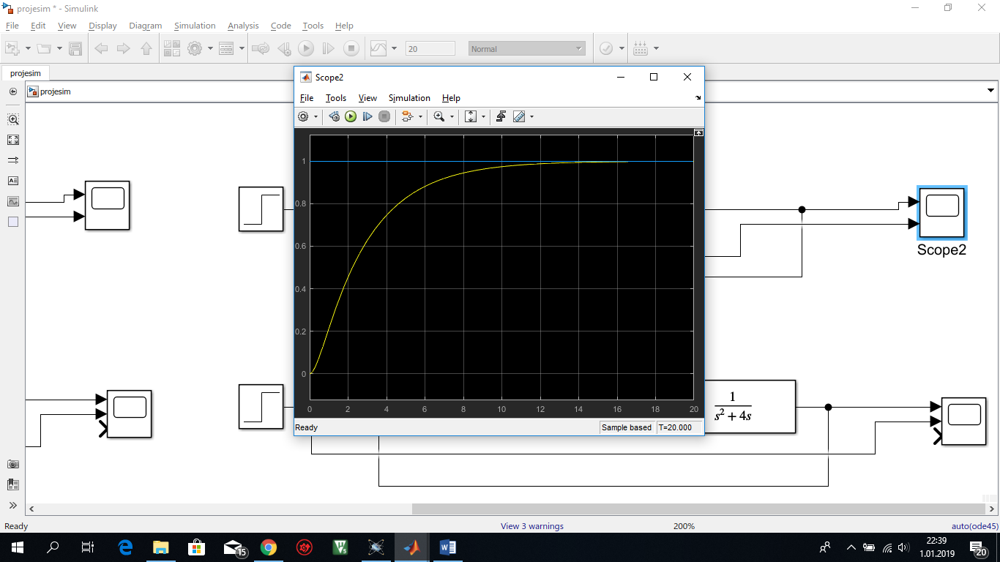 projesim * - Simulink
File Edit View Display Diagram Simulation Analysis Code Tools Help
20 Normal
projesim
projesim
Scope2
File Tools View Simulation Help
1
0.8
0.6
0.4
0.2
0
0 2 4 6 8 10 12 14 16 18 20
Ready Sample based T=20.000
Scope2
1
s² + 4s
Ready View 3 warnings 200% auto(ode45)
15
22:39
1.01.2019
20